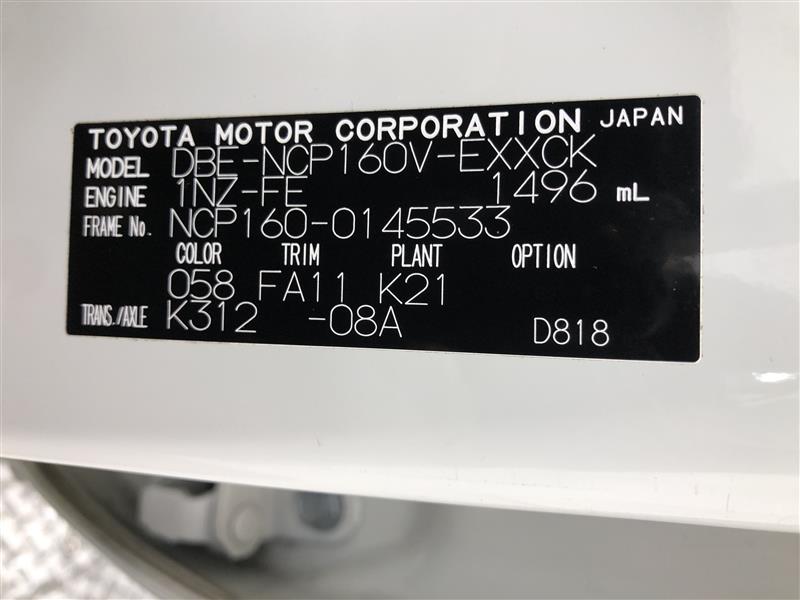 TOYOTA MOTOR CORPORATION JAPAN
MODEL DBE-NCP160V-EXXCK
ENGINE 1NZ-FE 1496 mL
FRAME No. NCP160-0145533
COLOR TRIM PLANT OPTION
058 FA11 K21
TRANS./AXLE K312 -08A D818